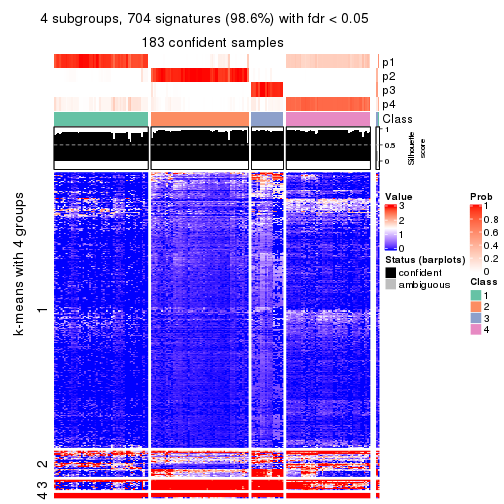 4 subgroups, 704 signatures (98.6%) with fdr < 0.05
183 confident samples
p1
p2
p3
p4
Class
1
0.5
0
Silhouette
score
k-means with 4 groups
1
2
3
4
Value
3
2
1
0
Status (barplots)
confident
ambiguous
Prob
1
0.8
0.6
0.4
0.2
0
Class
1
2
3
4